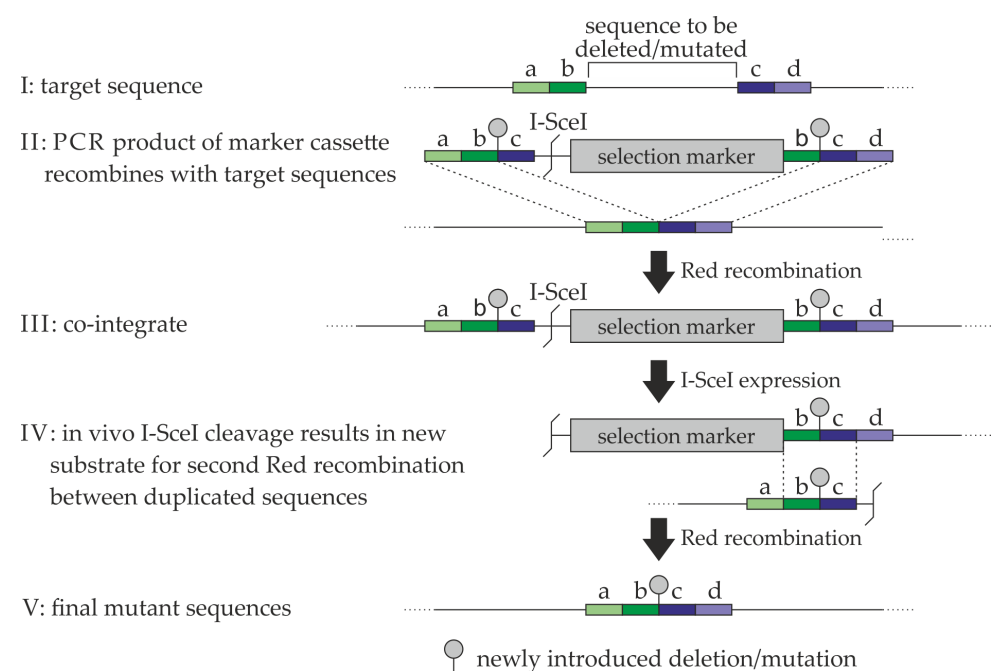 sequence to be
deleted/mutated
a b c d
I: target sequence
I-SceI
II: PCR product of marker cassette
recombines with target sequences
a b c selection marker b c d
Red recombination
I-SceI
III: co-integrate
a b c selection marker b c d
I-SceI expression
IV: in vivo I-SceI cleavage results in new
substrate for second Red recombination
between duplicated sequences
selection marker b c d
a b c
Red recombination
V: final mutant sequences
a b c d
newly introduced deletion/mutation